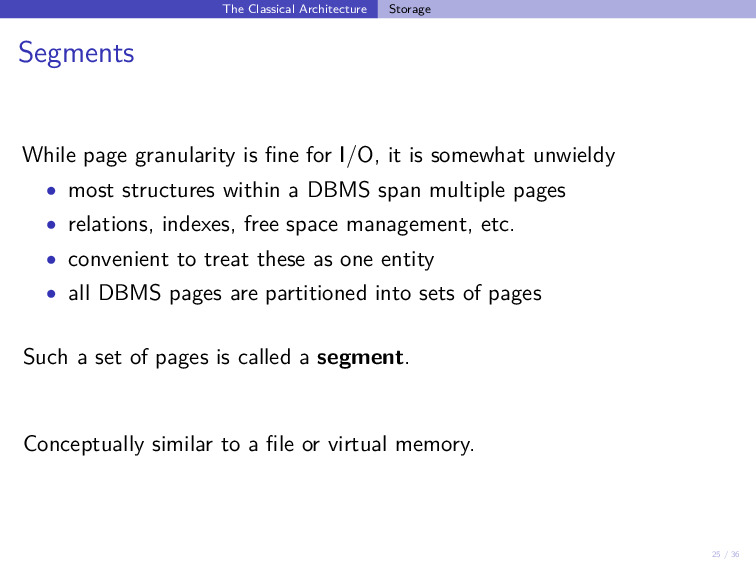 The Classical Architecture Storage
Segments
While page granularity is fine for I/O, it is somewhat unwieldy
• most structures within a DBMS span multiple pages
• relations, indexes, free space management, etc.
• convenient to treat these as one entity
• all DBMS pages are partitioned into sets of pages
Such a set of pages is called a segment.
Conceptually similar to a file or virtual memory.
25 / 36